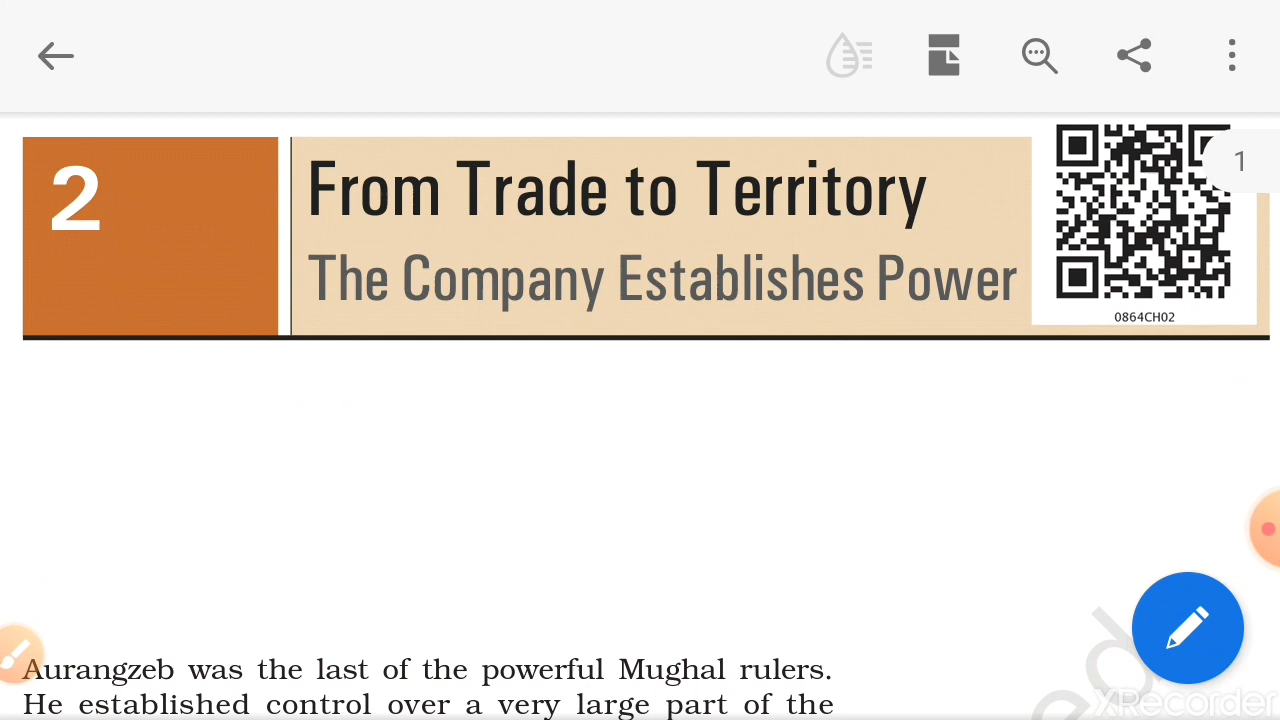 2
From Trade to Territory
The Company Establishes Power
1
0864CH02
Aurangzeb was the last of the powerful Mughal rulers.
He established control over a very large part of the
ed
XRecorder